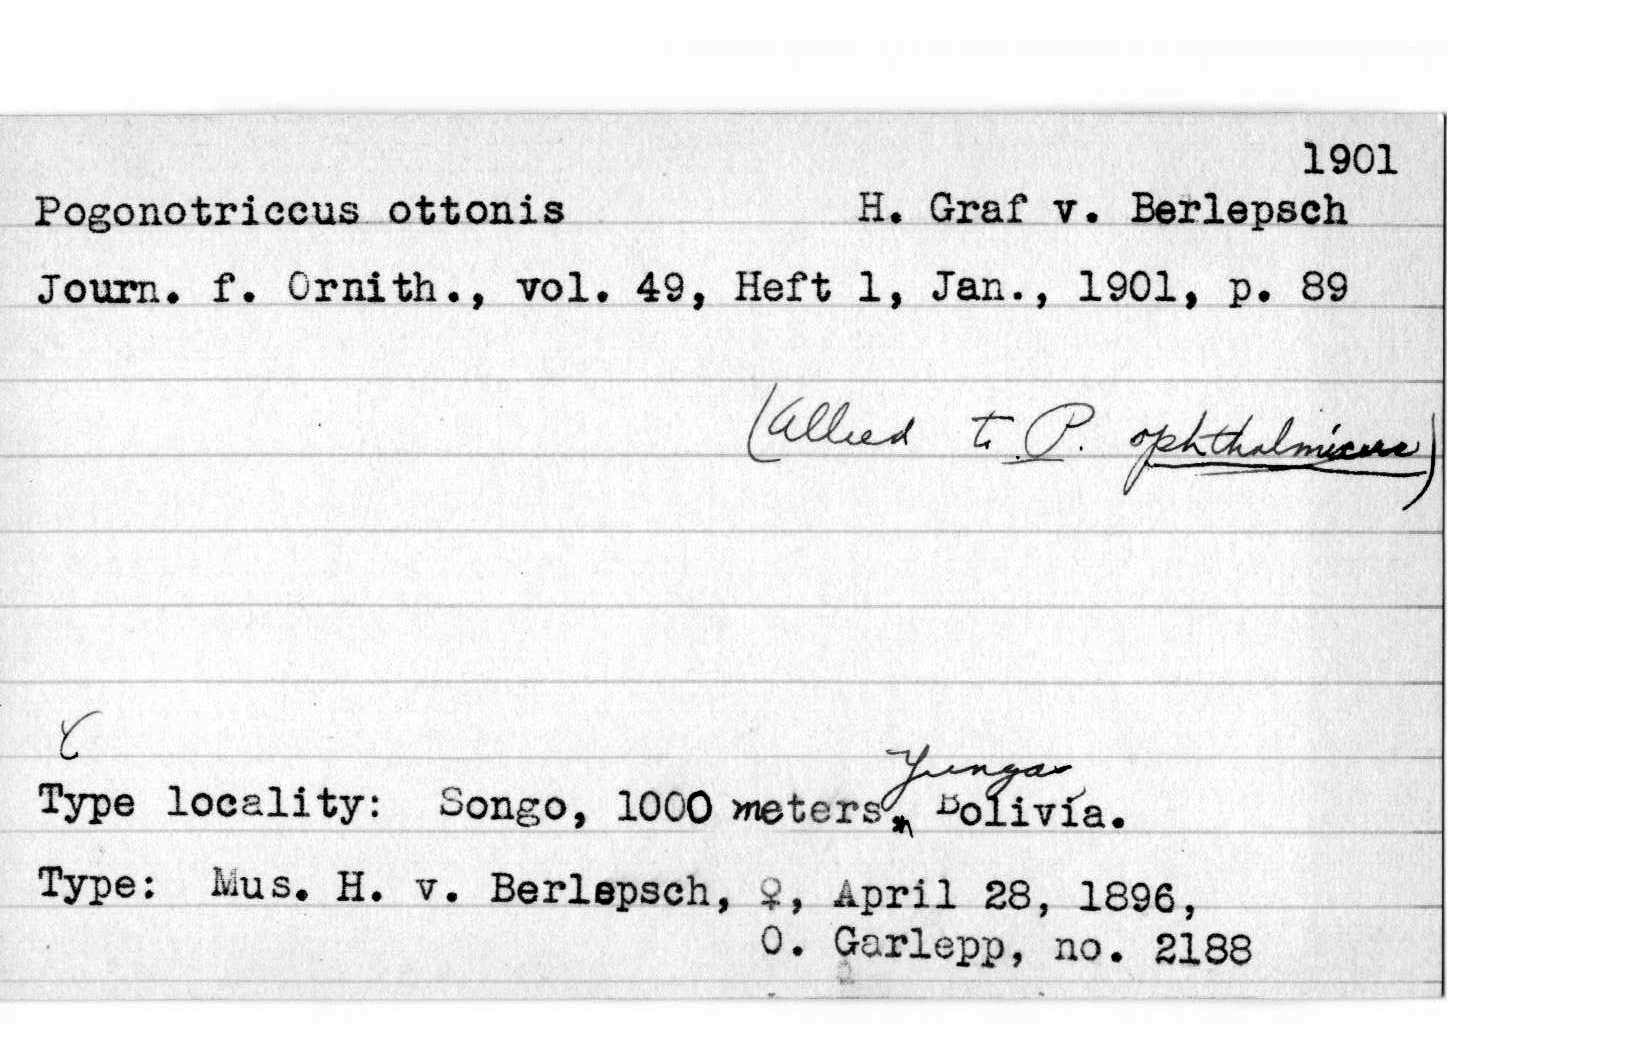 1901
Pogonotriccus ottonis H. Graf v. Berlepsch
Journ. f. Ornith., vol. 49, Heft 1, Jan., 1901, p. 89
(Allied to P. ophthalmicus)
Yungas
Type locality: Songo, 1000 meters, Bolivia.
Type: Mus. H. v. Berlepsch, ♀, April 28, 1896,
O. Garlepp, no. 2188